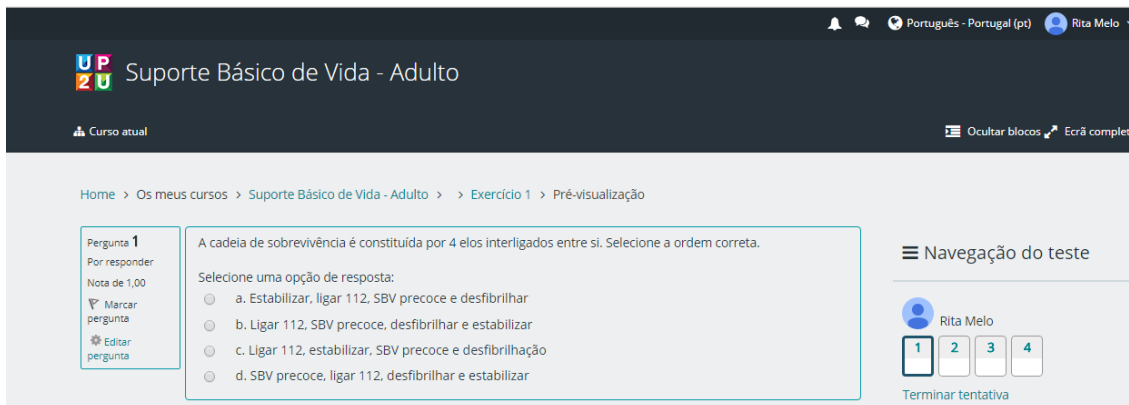 Português - Portugal (pt) Rita Melo
UP2U Suporte Básico de Vida - Adulto
Curso atual Ocultar blocos Ecrã complet
Home > Os meus cursos > Suporte Básico de Vida - Adulto > > Exercício 1 > Pré-visualização
Pergunta 1
Por responder
Nota de 1,00
Marcar
pergunta
Editar
pergunta
A cadeia de sobrevivência é constituída por 4 elos interligados entre si. Selecione a ordem correta.
Selecione uma opção de resposta:
a. Estabilizar, ligar 112, SBV precoce e desfibrilhar
b. Ligar 112, SBV precoce, desfibrilhar e estabilizar
c. Ligar 112, estabilizar, SBV precoce e desfibrilhação
d. SBV precoce, ligar 112, desfibrilhar e estabilizar
Navegação do teste
Rita Melo
1 2 3 4
Terminar tentativa